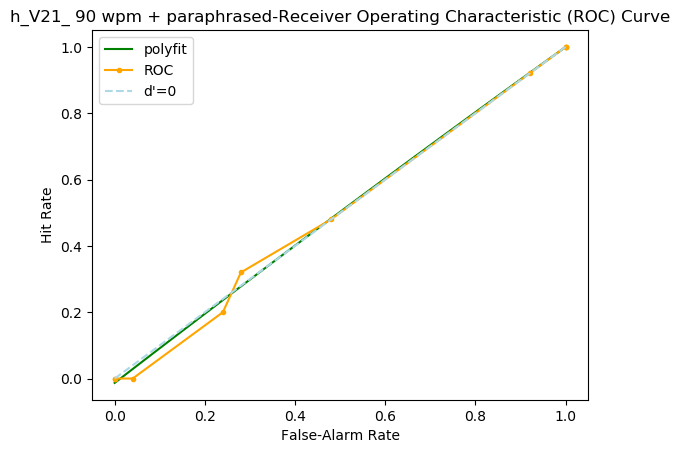 h_V21_ 90 wpm + paraphrased-Receiver Operating Characteristic (ROC) Curve
polyfit
ROC
d'=0
1.0
0.8
0.6
0.4
0.2
0.0
Hit Rate
0.0 0.2 0.4 0.6 0.8 1.0
False-Alarm Rate